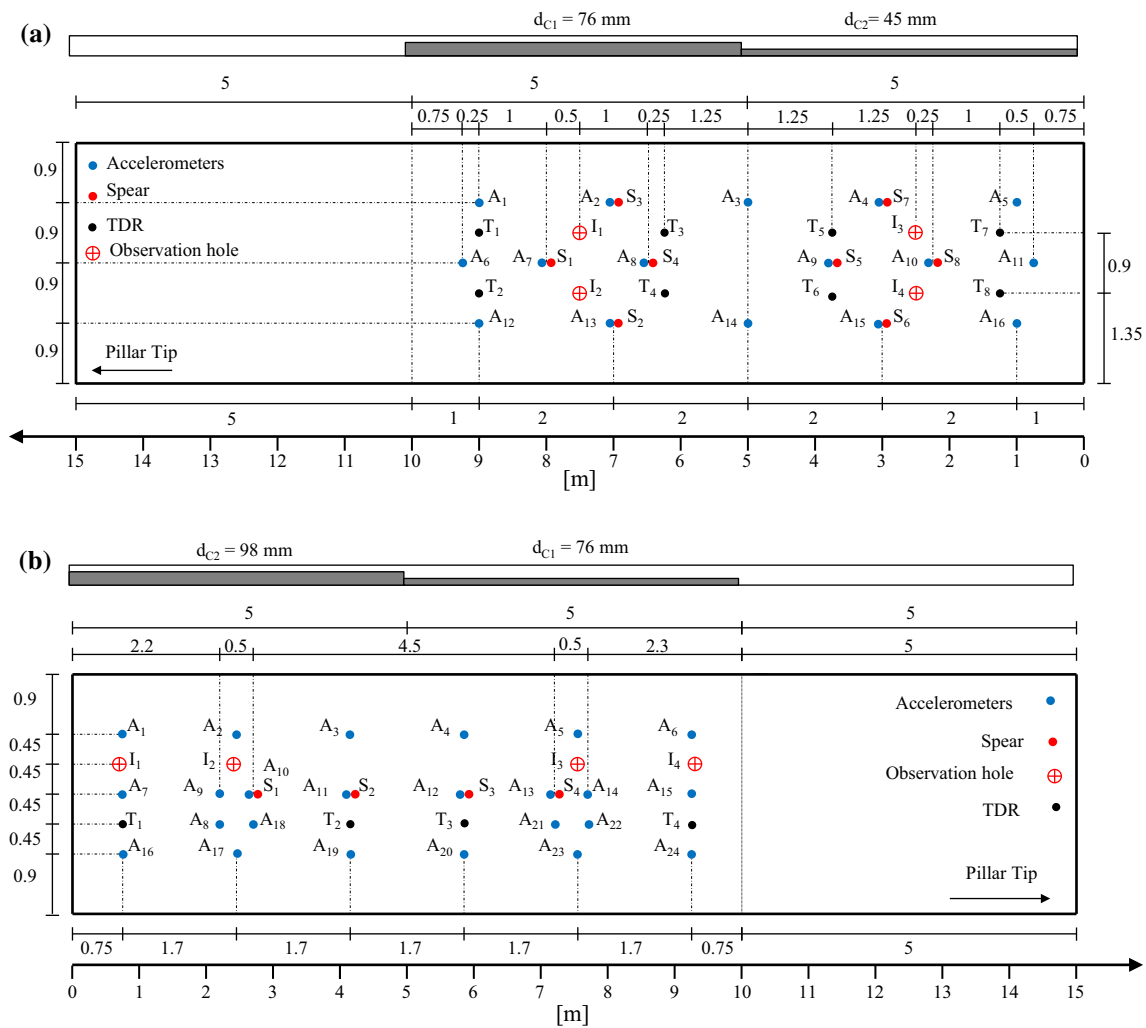 (a)
d_C1 = 76 mm d_C2 = 45 mm
5 5 5
0.75 0.25 1 0.5 1 0.25 1.25 1.25 1.25 0.25 1 0.5 0.75
0.9
Accelerometers
Spear
TDR
Observation hole
A1 A2 S3 A3 A4 S7 A5
0.9
T1 I1 T3 T5 I3 T7
A6 A7 S1 A8 S4 A9 S5 A10 S8 A11
0.9
0.9
T2 I2 T4 T6 I4 T8
A12 A13 S2 A14 A15 S6 A16
1.35
0.9
Pillar Tip
5 1 2 2 2 2 1
15 14 13 12 11 10 9 8 7 6 5 4 3 2 1 0
[m]
(b)
d_C2 = 98 mm d_C1 = 76 mm
5 5 5
2.2 0.5 4.5 0.5 2.3 5
0.9
Accelerometers
Spear
Observation hole
TDR
A1 A2 A3 A4 A5 A6
0.45
I1 I2 I3 I4
0.45
A10
A7 A9 S1 A11 S2 A12 S3 A13 S4 A14 A15
0.45
T1 A8 A18 T2 T3 A21 A22 T4
0.45
A16 A17 A19 A20 A23 A24
0.9
Pillar Tip
0.75 1.7 1.7 1.7 1.7 1.7 0.75 5
0 1 2 3 4 5 6 7 8 9 10 11 12 13 14 15
[m]